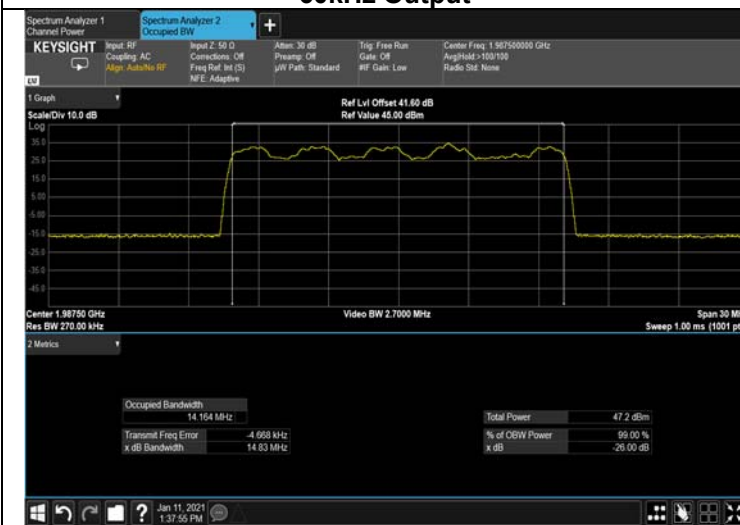 Spectrum Analyzer 1
Channel Power
Spectrum Analyzer 2
Occupied BW
+
KEYSIGHT
Input: RF
Coupling: AC
Align: Auto/No RF
Input Z: 50 Ω
Corrections: Off
Freq Ref: Int (S)
NFE: Adaptive
Atten: 30 dB
Preamp: Off
µW Path: Standard
Trig: Free Run
Gate: Off
#IF Gain: Low
Center Freq: 1.987500000 GHz
Avg|Hold:>100/100
Radio Std: None
1 Graph
Scale/Div 10.0 dB
Ref Lvl Offset 41.60 dB
Ref Value 45.00 dBm
Log
35.0
25.0
15.0
5.00
-5.00
-15.0
-25.0
-35.0
-45.0
Center 1.98750 GHz
Res BW 270.00 kHz
Video BW 2.7000 MHz
Span 30 M
Sweep 1.00 ms (1001 pt
2 Metrics
Occupied Bandwidth
14.164 MHz
Transmit Freq Error -4.668 kHz
x dB Bandwidth 14.83 MHz
Total Power 47.2 dBm
% of OBW Power 99.00 %
x dB -26.00 dB
Jan 11, 2021
1:37:55 PM